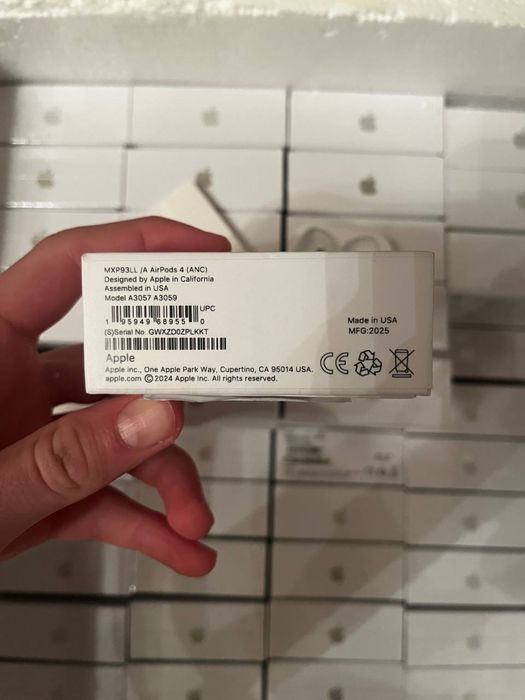 MXP93LL /A AirPods 4 (ANC)
Designed by Apple in California
Assembled in USA
Model A3057 A3059
UPC
1 95949 68955 0
(S)Serial No. GWXZD0ZPLKKT
Made in USA
MFG:2025
Apple
Apple inc., One Apple Park Way, Cupertino, CA 95014 USA.
apple.com © 2024 Apple Inc. All rights reserved.
CE